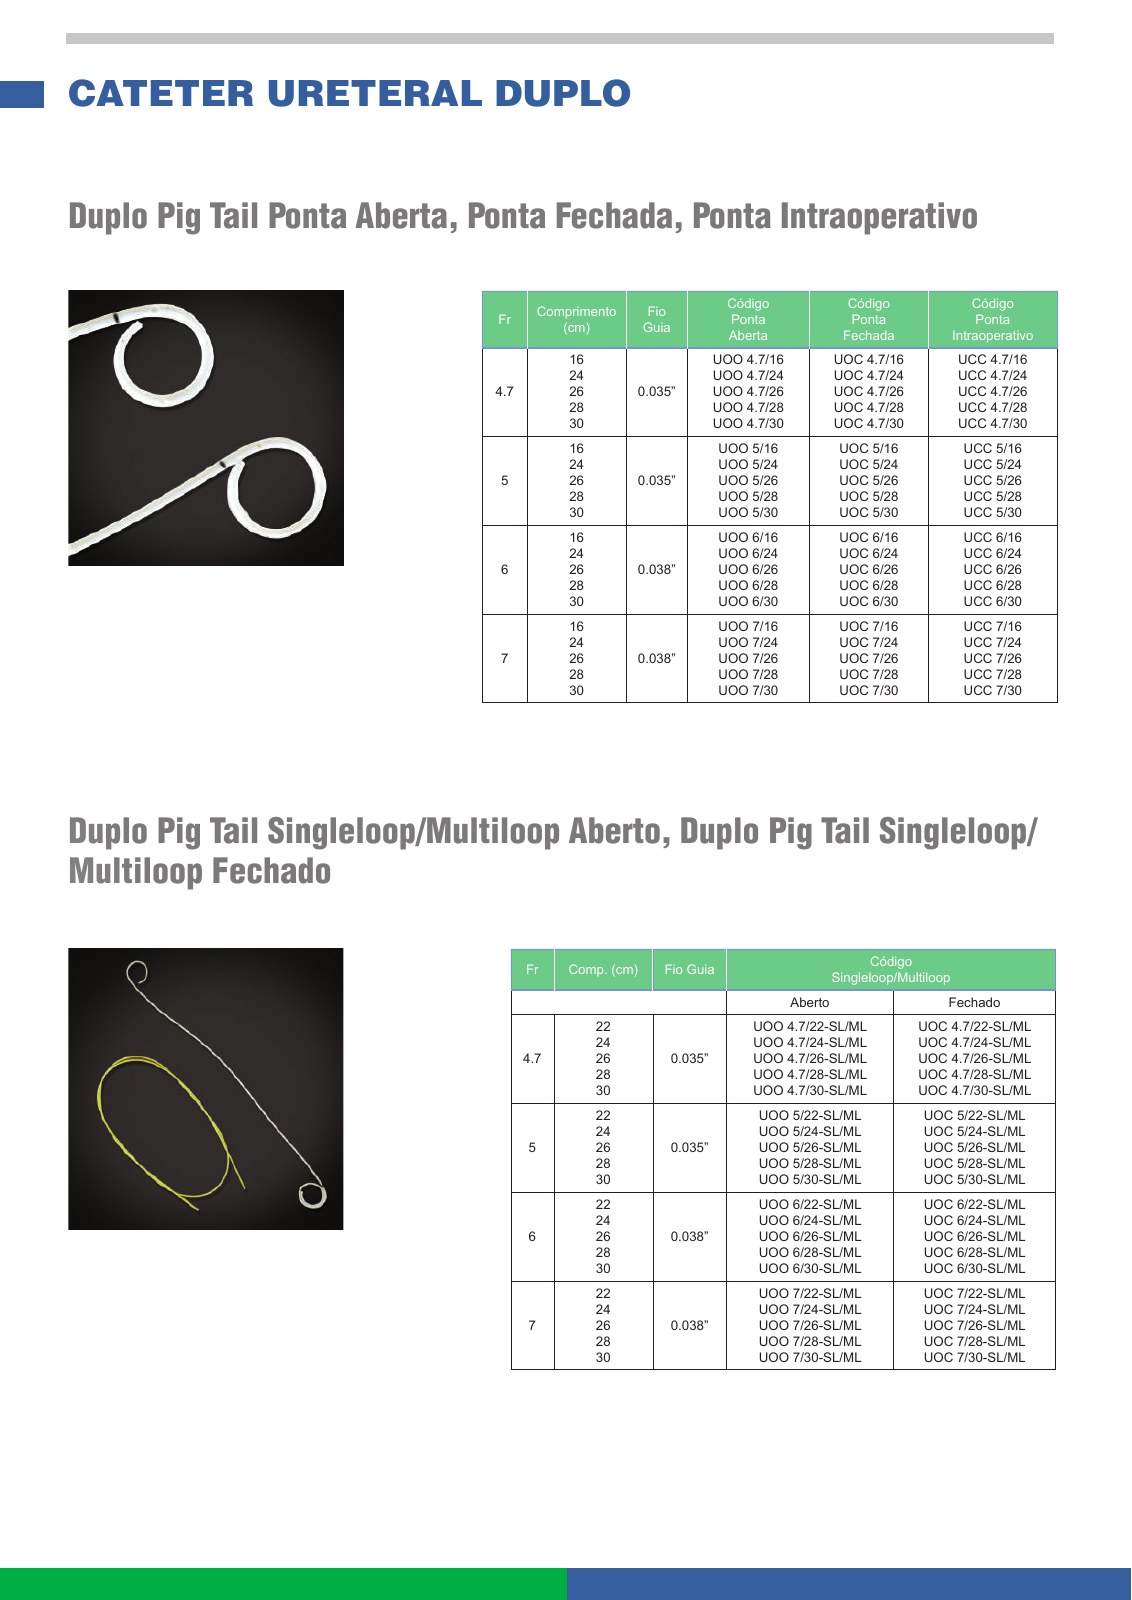 CATETER URETERAL DUPLO
Duplo Pig Tail Ponta Aberta, Ponta Fechada, Ponta Intraoperativo
Fr Comprimento (cm) Fio Guia Código Ponta Aberta Código Ponta Fechada Código Ponta Intraoperativo
16 UOO 4.7/16 UOC 4.7/16 UCC 4.7/16
24 UOO 4.7/24 UOC 4.7/24 UCC 4.7/24
4.7 26 0.035” UOO 4.7/26 UOC 4.7/26 UCC 4.7/26
28 UOO 4.7/28 UOC 4.7/28 UCC 4.7/28
30 UOO 4.7/30 UOC 4.7/30 UCC 4.7/30
16 UOO 5/16 UOC 5/16 UCC 5/16
24 UOO 5/24 UOC 5/24 UCC 5/24
5 26 0.035” UOO 5/26 UOC 5/26 UCC 5/26
28 UOO 5/28 UOC 5/28 UCC 5/28
30 UOO 5/30 UOC 5/30 UCC 5/30
16 UOO 6/16 UOC 6/16 UCC 6/16
24 UOO 6/24 UOC 6/24 UCC 6/24
6 26 0.038” UOO 6/26 UOC 6/26 UCC 6/26
28 UOO 6/28 UOC 6/28 UCC 6/28
30 UOO 6/30 UOC 6/30 UCC 6/30
16 UOO 7/16 UOC 7/16 UCC 7/16
24 UOO 7/24 UOC 7/24 UCC 7/24
7 26 0.038” UOO 7/26 UOC 7/26 UCC 7/26
28 UOO 7/28 UOC 7/28 UCC 7/28
30 UOO 7/30 UOC 7/30 UCC 7/30
Duplo Pig Tail Singleloop/Multiloop Aberto, Duplo Pig Tail Singleloop/
Multiloop Fechado
Fr Comp. (cm) Fio Guia Código Singleloop/Multiloop
Aberto Fechado
22 UOO 4.7/22-SL/ML UOC 4.7/22-SL/ML
24 UOO 4.7/24-SL/ML UOC 4.7/24-SL/ML
4.7 26 0.035” UOO 4.7/26-SL/ML UOC 4.7/26-SL/ML
28 UOO 4.7/28-SL/ML UOC 4.7/28-SL/ML
30 UOO 4.7/30-SL/ML UOC 4.7/30-SL/ML
22 UOO 5/22-SL/ML UOC 5/22-SL/ML
24 UOO 5/24-SL/ML UOC 5/24-SL/ML
5 26 0.035” UOO 5/26-SL/ML UOC 5/26-SL/ML
28 UOO 5/28-SL/ML UOC 5/28-SL/ML
30 UOO 5/30-SL/ML UOC 5/30-SL/ML
22 UOO 6/22-SL/ML UOC 6/22-SL/ML
24 UOO 6/24-SL/ML UOC 6/24-SL/ML
6 26 0.038” UOO 6/26-SL/ML UOC 6/26-SL/ML
28 UOO 6/28-SL/ML UOC 6/28-SL/ML
30 UOO 6/30-SL/ML UOC 6/30-SL/ML
22 UOO 7/22-SL/ML UOC 7/22-SL/ML
24 UOO 7/24-SL/ML UOC 7/24-SL/ML
7 26 0.038” UOO 7/26-SL/ML UOC 7/26-SL/ML
28 UOO 7/28-SL/ML UOC 7/28-SL/ML
30 UOO 7/30-SL/ML UOC 7/30-SL/ML